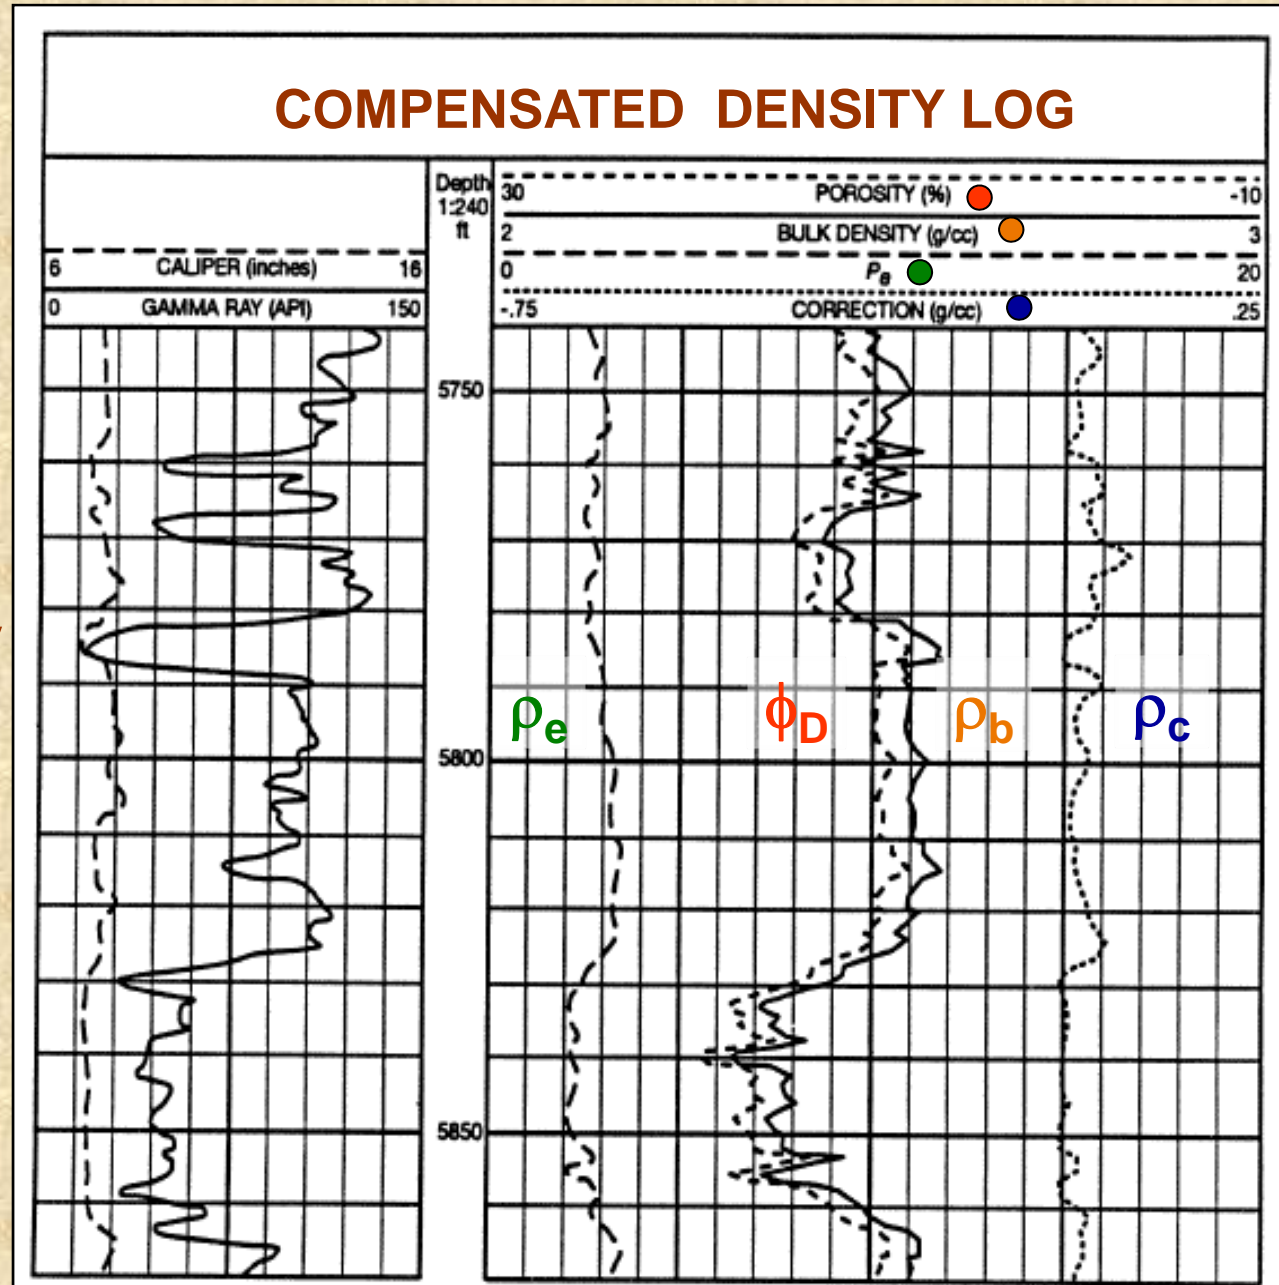 COMPENSATED DENSITY LOG
Depth
1:240
ft
30 POROSITY (%) -10
2 BULK DENSITY (g/cc) 3
6 CALIPER (inches) 16
0 Pe 20
0 GAMMA RAY (API) 150
-.75 CORRECTION (g/cc) .25
5750
ρe ϕD ρb ρc
5800
5850